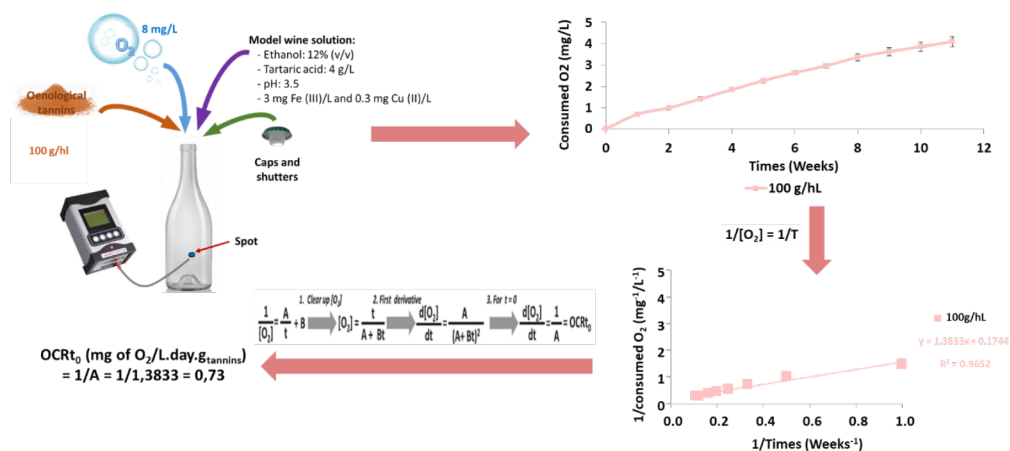 8 mg/L
O2
Model wine solution:
- Ethanol: 12% (v/v)
- Tartaric acid: 4 g/L
- pH: 3.5
- 3 mg Fe (III)/L and 0.3 mg Cu (II)/L
Oenological
tannins
100 g/hl
Caps and
shutters
Spot
Consumed O2 (mg/L)
5
4
3
2
1
0
0 2 4 6 8 10 12
Times (Weeks)
100 g/hL
1/[O₂] = 1/T
1/consumed O₂ (mg⁻¹/L⁻¹)
5
4
3
2
1
0
0.0 0.2 0.4 0.6 0.8 1.0
1/Times (Weeks⁻¹)
100g/hL
y = 1,3833x + 0,1744
R² = 0.9652
1. Clear up [O₂] 2. First derivative 3. For t = 0
1/[O₂] = A/t + B [O₂] = t/(A + Bt) d[O₂]/dt = A/(A+Bt)² d[O₂]/dt = 1/A = OCRt₀
OCRt₀ (mg of O₂/L.day.g tannins)
= 1/A = 1/1,3833 = 0,73